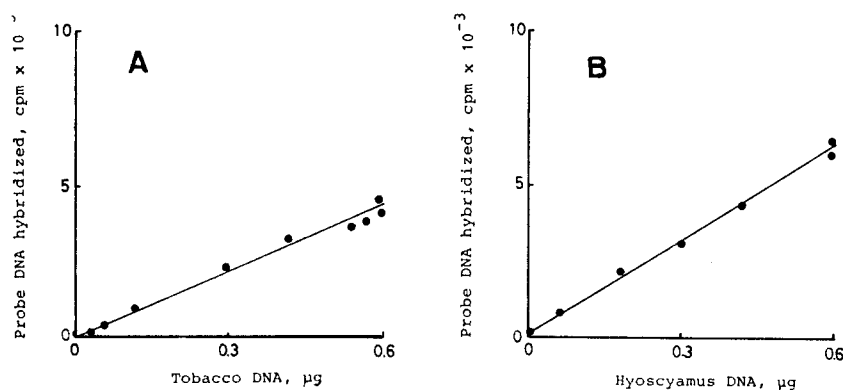 A
Probe DNA hybridized, cpm x 10
10
5
0
0
0.3
0.6
Tobacco DNA, μg
B
Probe DNA hybridized, cpm x 10⁻³
10
5
0
0
0.3
0.6
Hyoscyamus DNA, μg